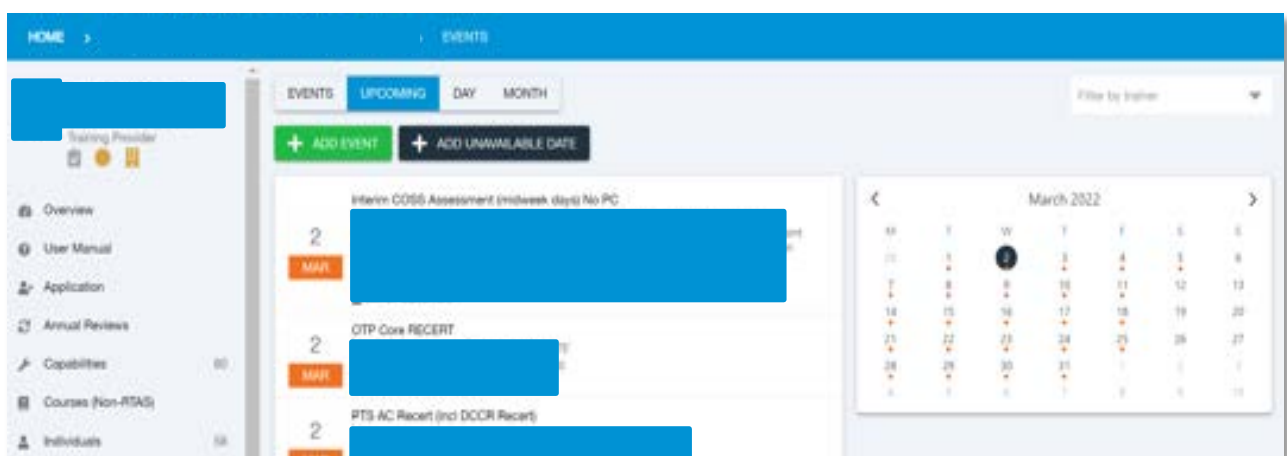 HOME > > EVENTS
Training Provider
Overview
User Manual
Application
Annual Reviews
Capabilities 80
Courses (Non-RTAS)
Individuals 58
EVENTS UPCOMING DAY MONTH
Filter by trainer
+ ADD EVENT + ADD UNAVAILABLE DATE
Interim COSS Assessment (midweek days) No PC
2
MAR
OTP Core RECERT
2
MAR
PTS AC Recert (incl DCCR Recert)
2
March 2022
M T W T F S S
1 2 3 4 5 6
7 8 9 10 11 12 13
14 15 16 17 18 19 20
21 22 23 24 25 26 27
28 29 30 31